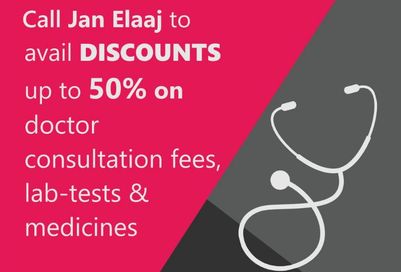 Call Jan Elaaj to
avail DISCOUNTS
up to 50% on
doctor
consultation fees,
lab-tests &
medicines